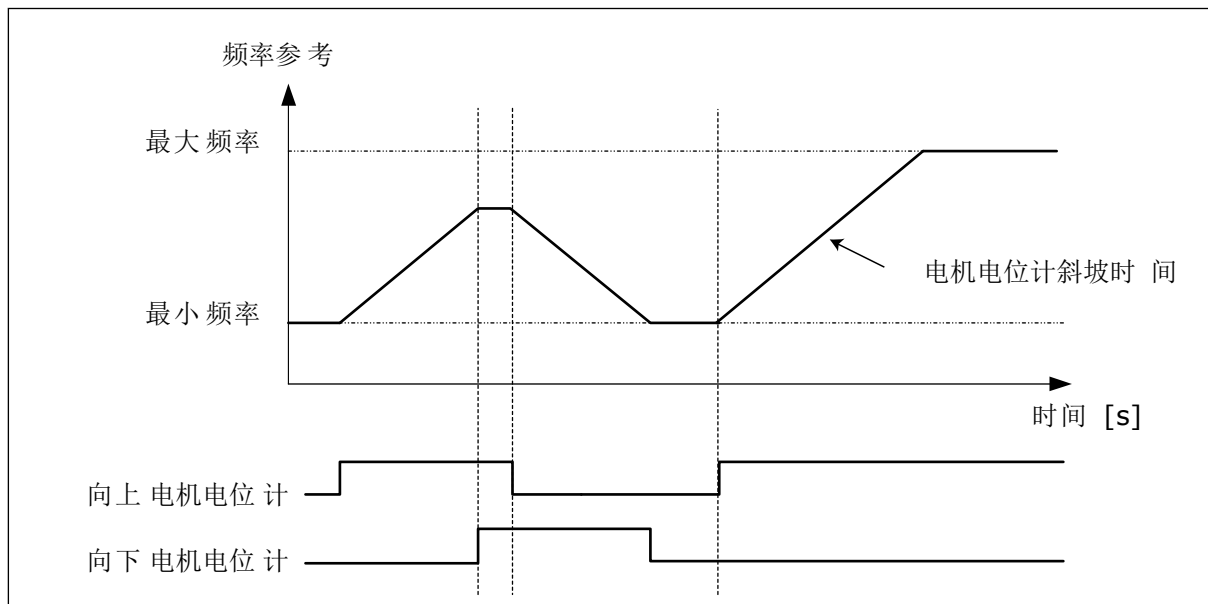 频率参考
最大频率
电机电位计斜坡时间
最小频率
时间 [s]
向上电机电位计
向下电机电位计